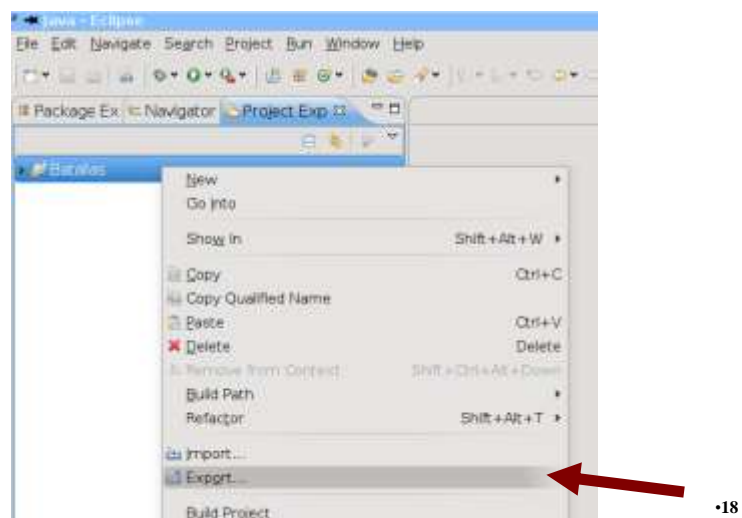 Java - Eclipse
File Edit Navigate Search Project Run Window Help
Package Ex Navigator Project Exp
Batalas
New
Go Into
Show In Shift+Alt+W
Copy Ctrl+C
Copy Qualified Name
Paste Ctrl+V
Delete Delete
Remove from Context Shift+Ctrl+Alt+Down
Build Path
Refactor Shift+Alt+T
Import...
Export...
Build Project
•18